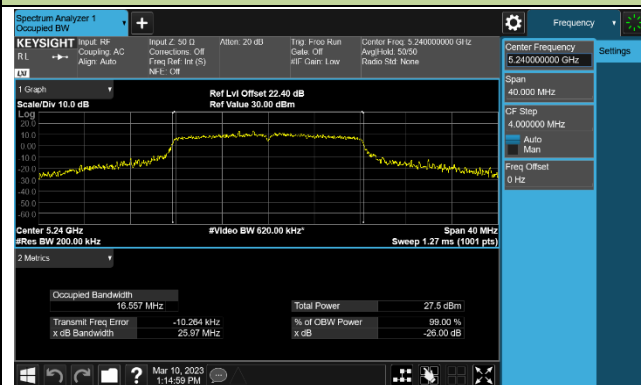 Spectrum Analyzer 1
Occupied BW
+
Frequency
KEYSIGHT
RL
LXI
Input: RF
Coupling: AC
Align: Auto
Input Z: 50 Ω
Corrections: Off
Freq Ref: Int (S)
NFE: Off
Atten: 20 dB
Trig: Free Run
Gate: Off
#IF Gain: Low
Center Freq: 5.240000000 GHz
Avg|Hold: 50/50
Radio Std: None
Center Frequency
5.240000000 GHz
Settings
Span
40.000 MHz
CF Step
4.000000 MHz
Auto
Man
Freq Offset
0 Hz
1 Graph
Scale/Div 10.0 dB
Ref Lvl Offset 22.40 dB
Ref Value 30.00 dBm
Log
20.0
10.0
0.00
-10.0
-20.0
-30.0
-40.0
-50.0
-60.0
Center 5.24 GHz
#Res BW 200.00 kHz
#Video BW 620.00 kHz*
Span 40 MHz
Sweep 1.27 ms (1001 pts)
2 Metrics
Occupied Bandwidth
16.557 MHz
Total Power 27.5 dBm
Transmit Freq Error -10.264 kHz
% of OBW Power 99.00 %
x dB Bandwidth 25.97 MHz
x dB -26.00 dB
?
Mar 10, 2023
1:14:59 PM